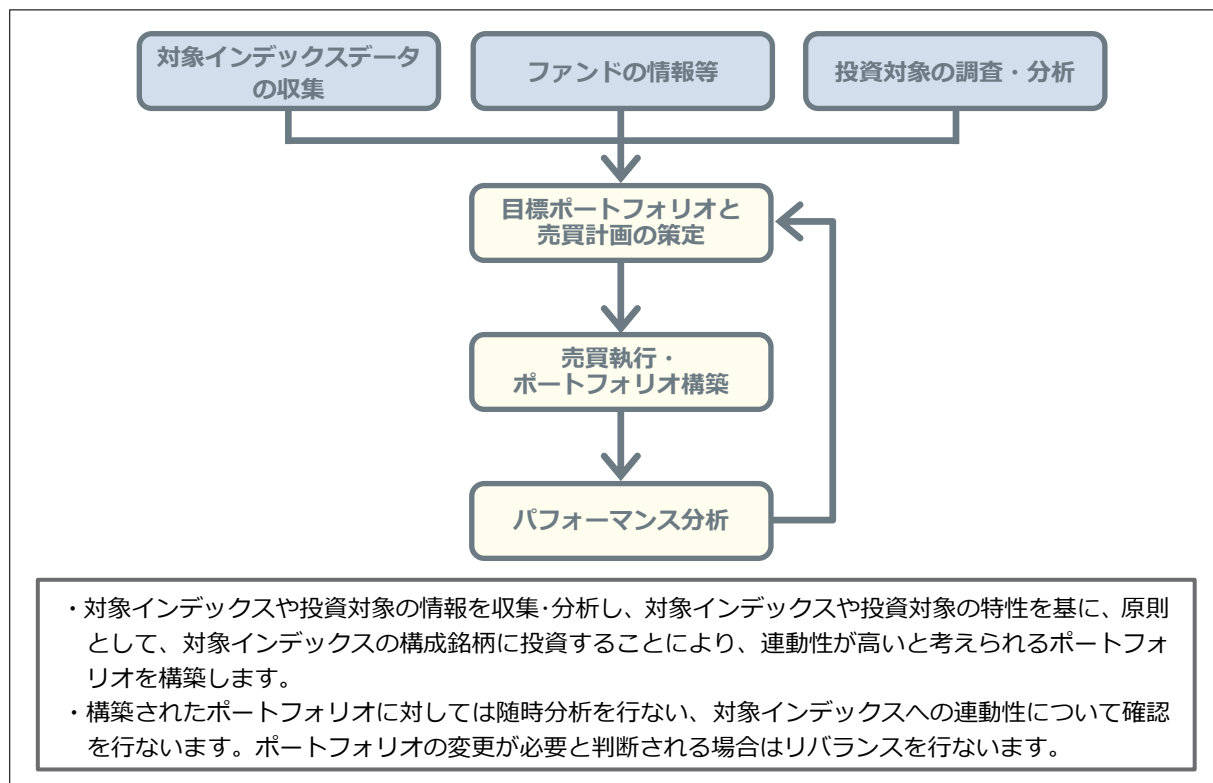 対象インデックスデータ
の収集
ファンドの情報等
投資対象の調査・分析
目標ポートフォリオと
売買計画の策定
売買執行・
ポートフォリオ構築
パフォーマンス分析
・対象インデックスや投資対象の情報を収集･分析し、対象インデックスや投資対象の特性を基に、原則
として、対象インデックスの構成銘柄に投資することにより、連動性が高いと考えられるポートフォ
リオを構築します。
・構築されたポートフォリオに対しては随時分析を行ない、対象インデックスへの連動性について確認
を行ないます。ポートフォリオの変更が必要と判断される場合はリバランスを行ないます。